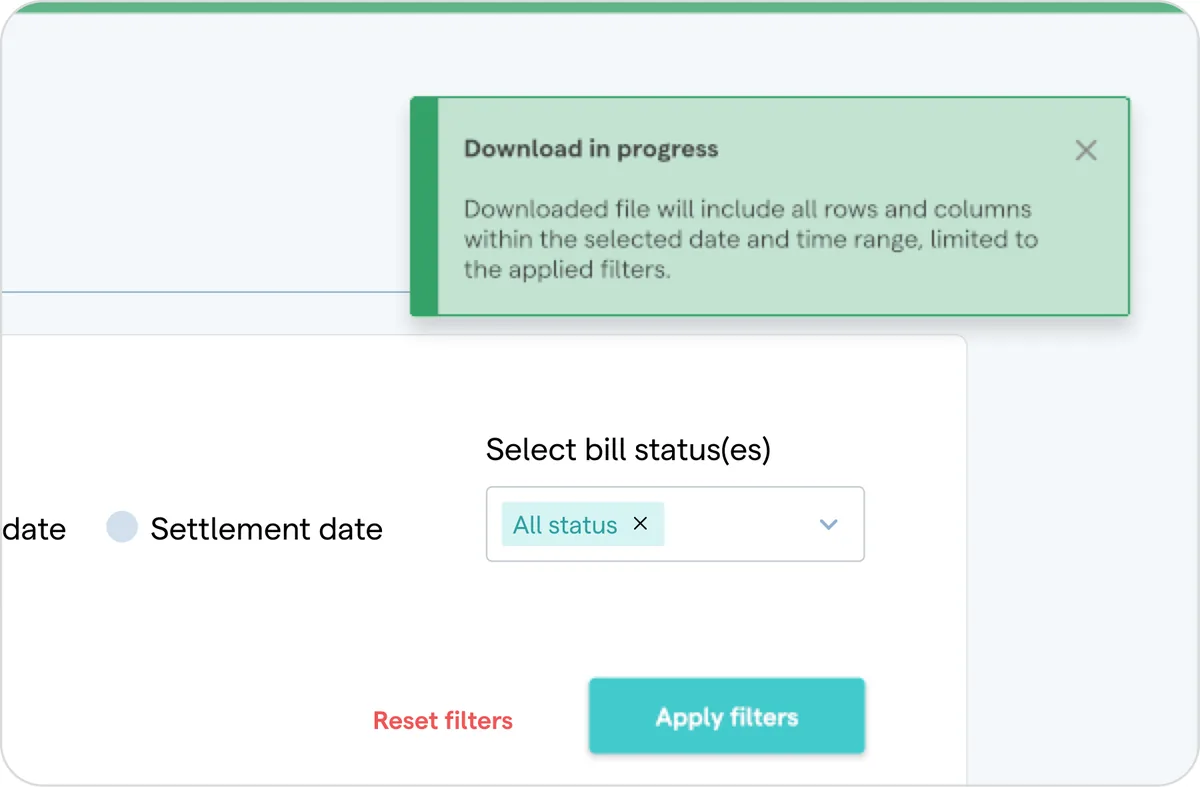 Download in progress
Downloaded file will include all rows and columns
within the selected date and time range, limited to
the applied filters.
Select bill status(es)
All status
date
Settlement date
Reset filters
Apply filters